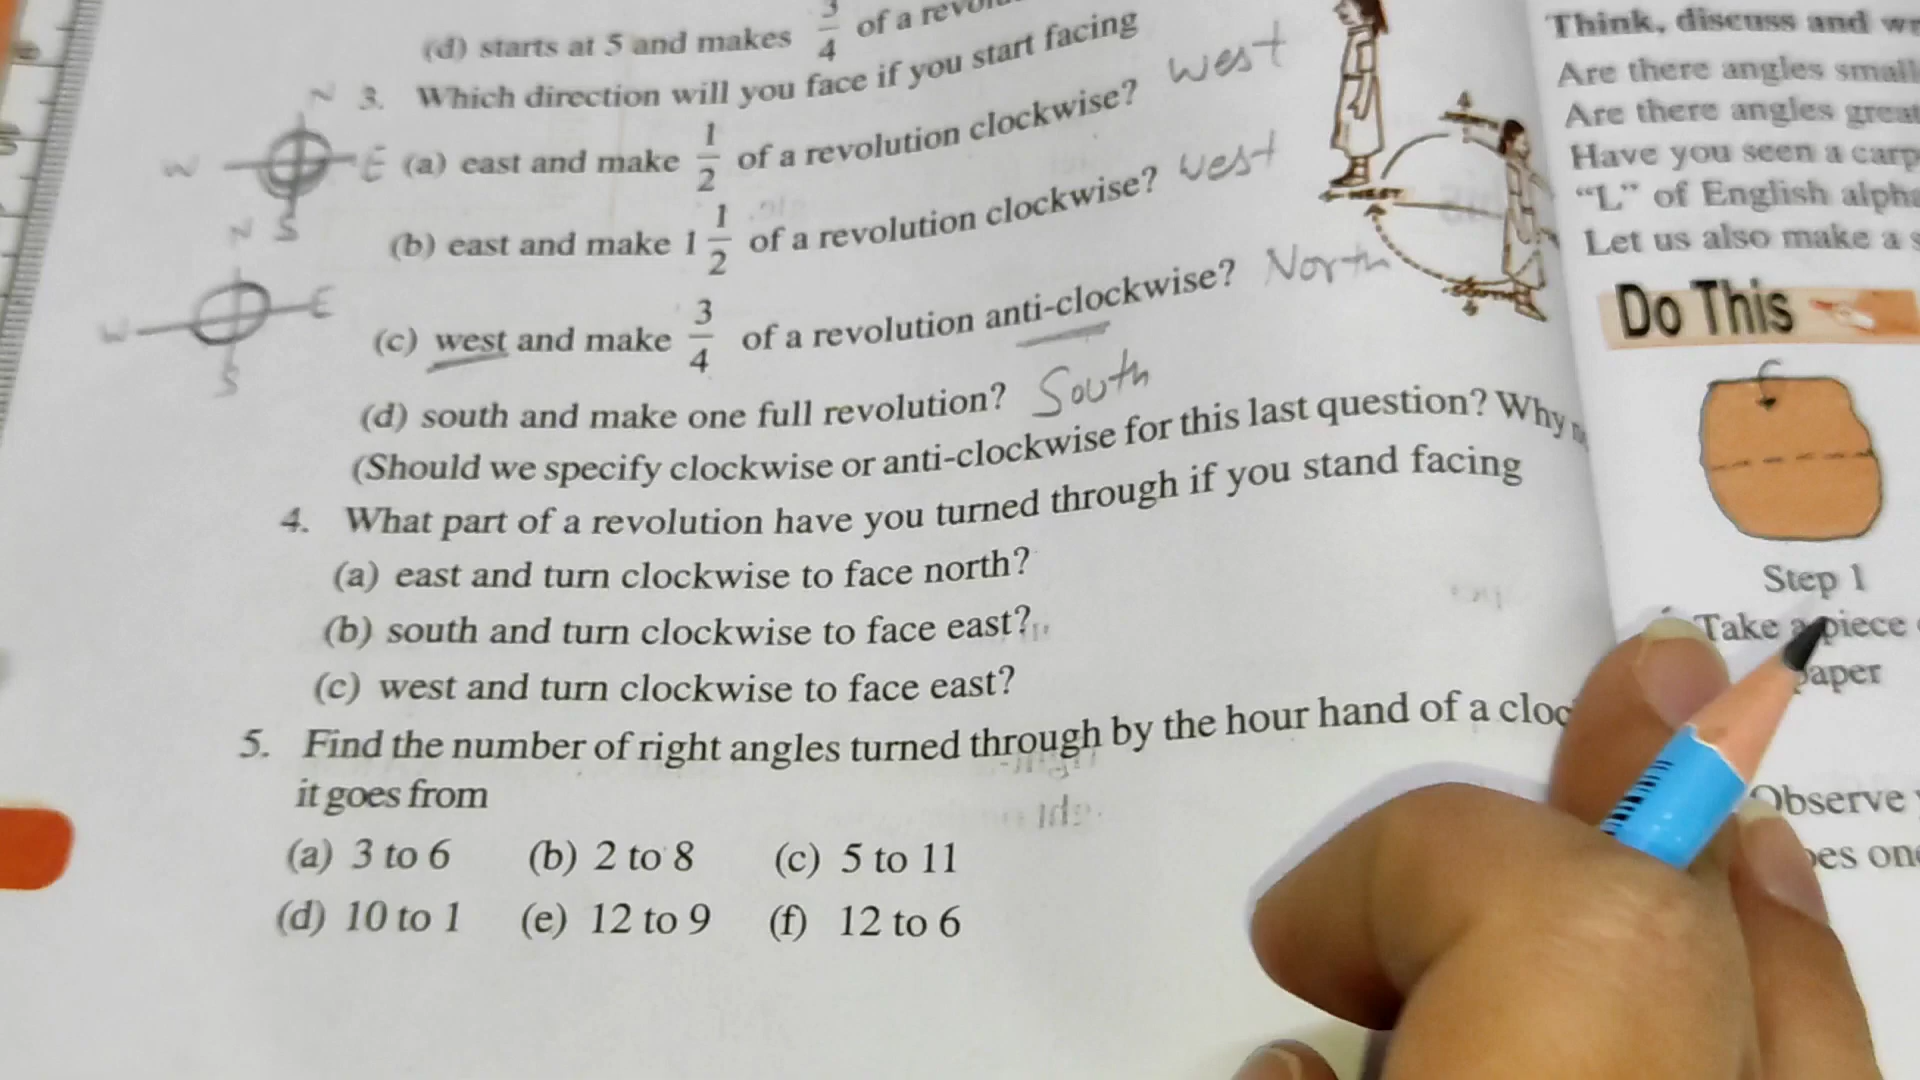 (d) starts at 5 and makes 3/4 of a
3. Which direction will you face if you start facing
(a) east and make 1/2 of a revolution clockwise? West
(b) east and make 1 1/2 of a revolution clockwise? West
(c) west and make 3/4 of a revolution anti-clockwise? North
(d) south and make one full revolution? South
(Should we specify clockwise or anti-clockwise for this last question? Why
4. What part of a revolution have you turned through if you stand facing
(a) east and turn clockwise to face north?
(b) south and turn clockwise to face east?
(c) west and turn clockwise to face east?
5. Find the number of right angles turned through by the hour hand of a
it goes from
(a) 3 to 6 (b) 2 to 8 (c) 5 to 11
(d) 10 to 1 (e) 12 to 9 (f) 12 to 6
N
W E
S
N
W E
S
Think, discuss and
Are there angles
Are there angles
Have you seen a
“L” of English
Let us also make a
Do This
Step 1
Take a piece
paper
Observe